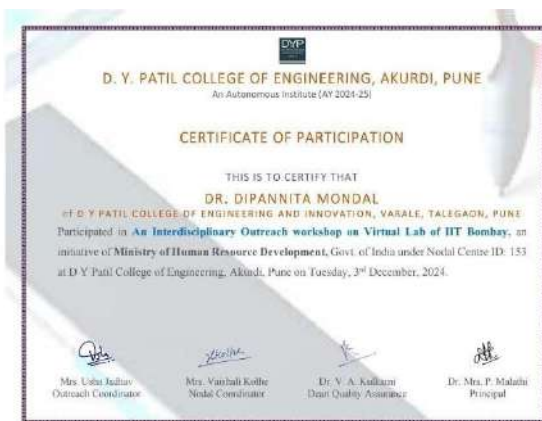 DYP
D. Y. PATIL COLLEGE OF ENGINEERING, AKURDI, PUNE
An Autonomous Institute (AY 2024-25)
CERTIFICATE OF PARTICIPATION
THIS IS TO CERTIFY THAT
DR. DIPANNITA MONDAL
of D Y PATIL COLLEGE OF ENGINEERING AND INNOVATION, VARALE, TALEGAON, PUNE
Participated in An Interdisciplinary Outreach workshop on Virtual Lab of IIT Bombay, an
initiative of Ministry of Human Resource Development, Govt. of India under Nodal Centre ID: 153
at D Y Patil College of Engineering, Akurdi, Pune on Tuesday, 3rd December, 2024.
Mrs. Usha Jadhav Mrs. Vaishali Kolhe Dr. V. A. Kulkarni Dr. Mrs. P. Malathi
Outreach Coordinator Nodal Coordinator Dean Quality Assurance Principal